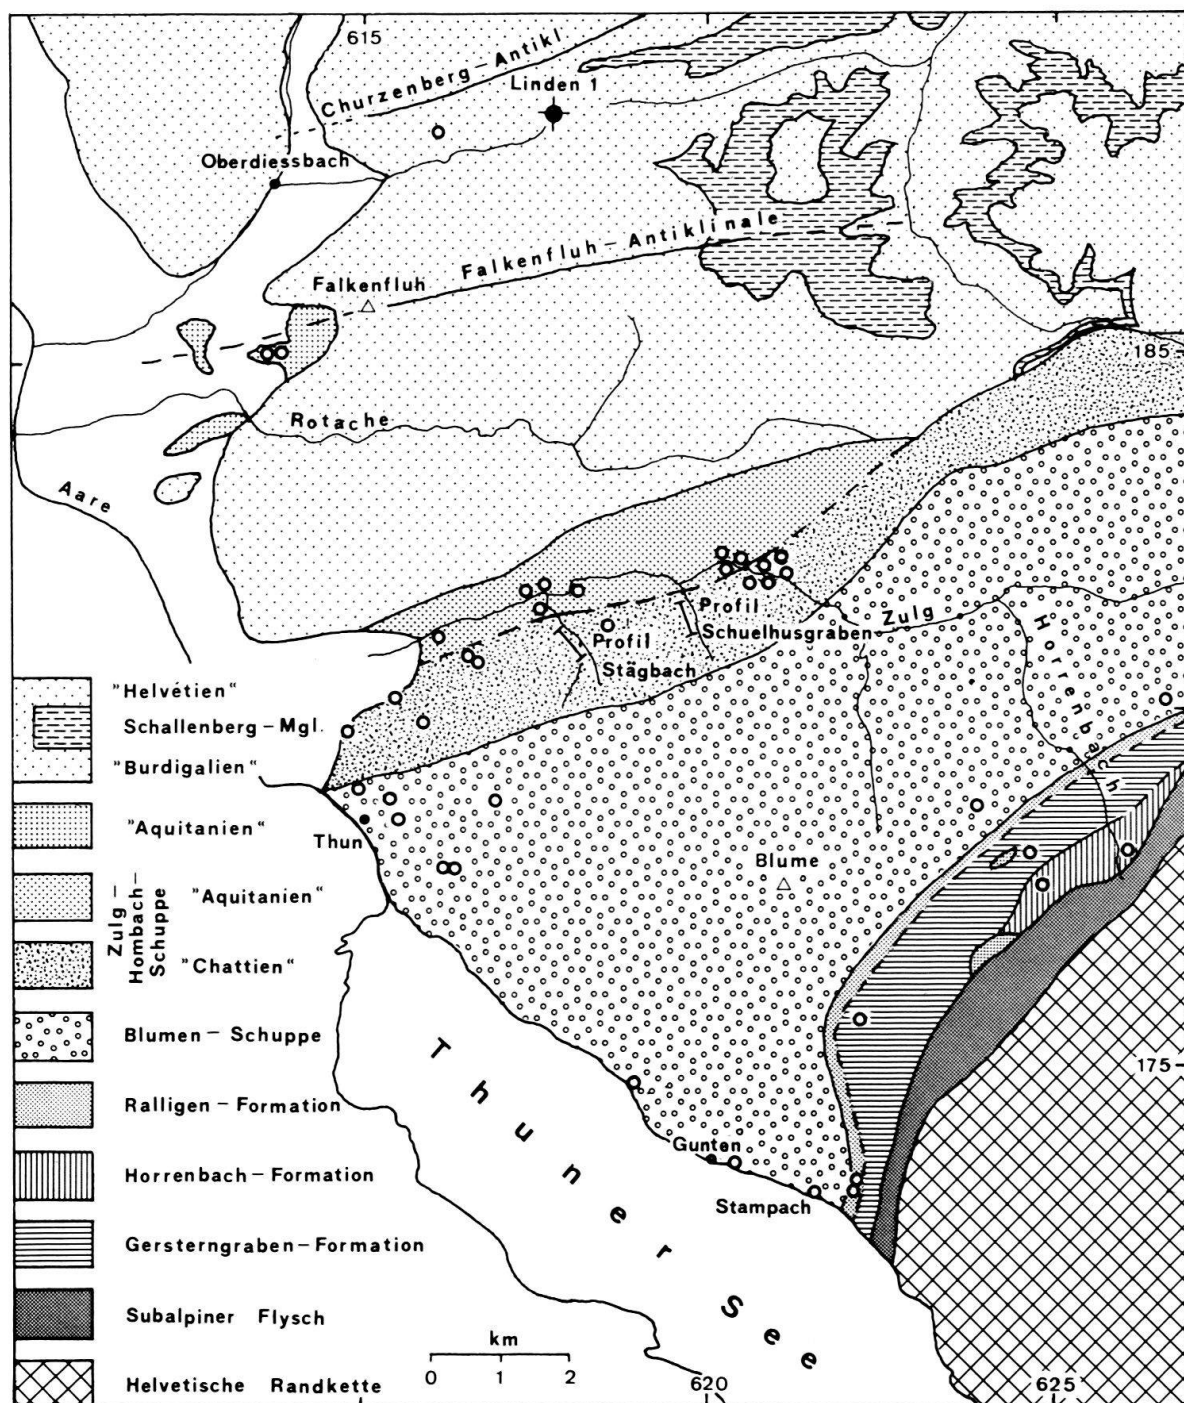 615
Churzenberg-Antikl
Linden 1
Oberdiessbach
Falkenfluh-Antiklinale
Falkenfluh
185
Rotache
Aare
Profil
Schuelhusgraben
Zulg
Profil
Stägbach
Horrenbach
"Helvétien"
Schallenberg-Mgl.
"Burdigalien"
"Aquitanien"
Thun
Blume
Zulg-
Hombach-
Schuppe
"Aquitanien"
"Chattien"
Blumen-Schuppe
175
Ralligen-Formation
Thuner See
Gunten
Horrenbach-Formation
Stampach
Gersterngraben-Formation
Subalpiner Flysch
km
0 1 2
Helvetische Randkette
620
625